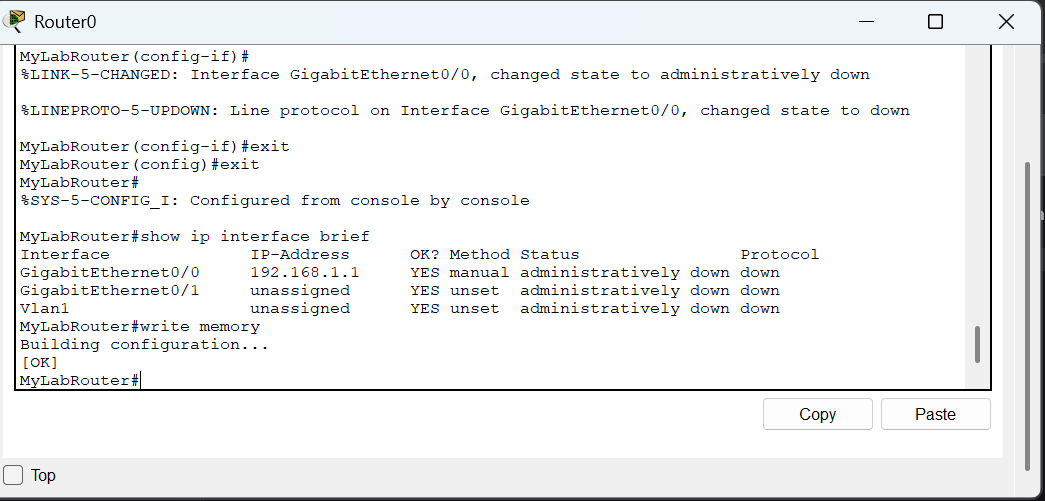 Router0
MyLabRouter(config-if)#
%LINK-5-CHANGED: Interface GigabitEthernet0/0, changed state to administratively down
%LINEPROTO-5-UPDOWN: Line protocol on Interface GigabitEthernet0/0, changed state to down
MyLabRouter(config-if)#exit
MyLabRouter(config)#exit
MyLabRouter#
%SYS-5-CONFIG_I: Configured from console by console
MyLabRouter#show ip interface brief
Interface              IP-Address      OK? Method Status                Protocol
GigabitEthernet0/0     192.168.1.1     YES manual administratively down down
GigabitEthernet0/1     unassigned      YES unset  administratively down down
Vlan1                  unassigned      YES unset  administratively down down
MyLabRouter#write memory
Building configuration...
[OK]
MyLabRouter#
Copy Paste
Top